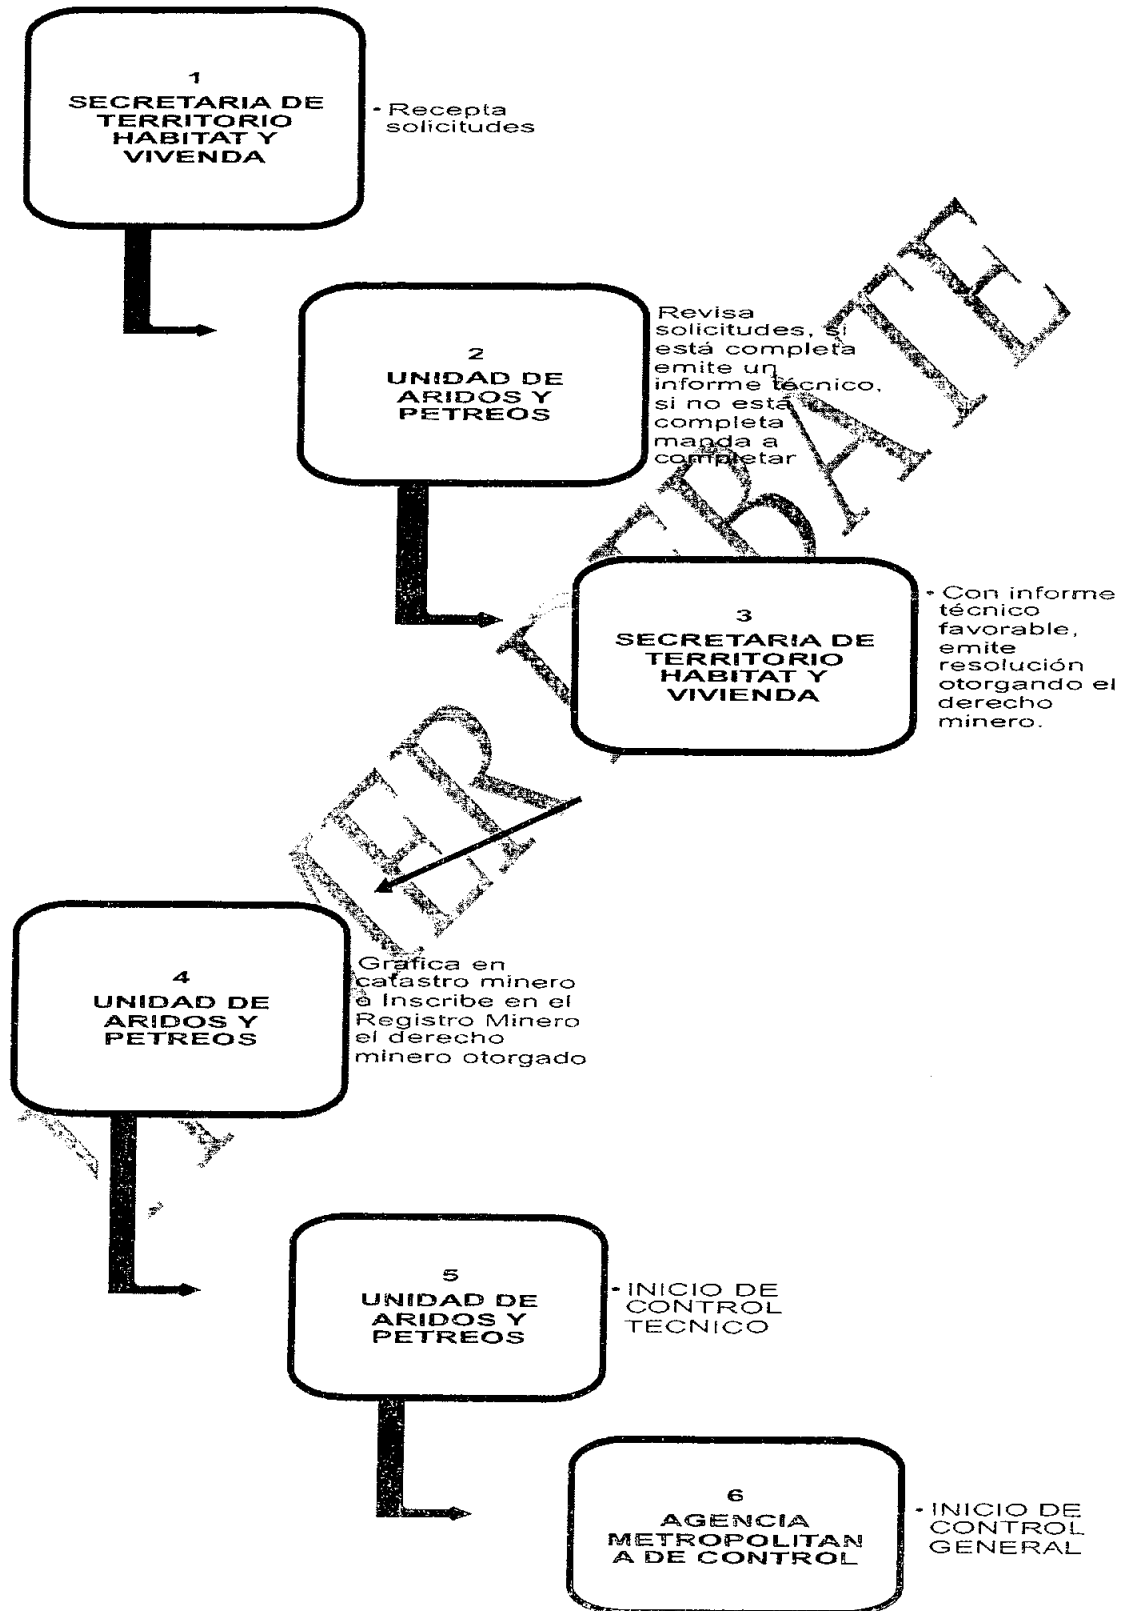 1
SECRETARIA DE
TERRITORIO
HABITAT Y
VIVENDA
• Recepta
solicitudes
2
UNIDAD DE
ARIDOS Y
PETREOS
Revisa
solicitudes, si
está completa
emite un
informe técnico,
si no está
completa
manda a
completar
3
SECRETARIA DE
TERRITORIO
HABITAT Y
VIVIENDA
• Con informe
técnico
favorable,
emite
resolución
otorgando el
derecho
minero.
4
UNIDAD DE
ARIDOS Y
PETREOS
Grafica en
catastro minero
e Inscribe en el
Registro Minero
el derecho
minero otorgado
5
UNIDAD DE
ARIDOS Y
PETREOS
• INICIO DE
CONTROL
TECNICO
6
AGENCIA
METROPOLITAN
A DE CONTROL
• INICIO DE
CONTROL
GENERAL